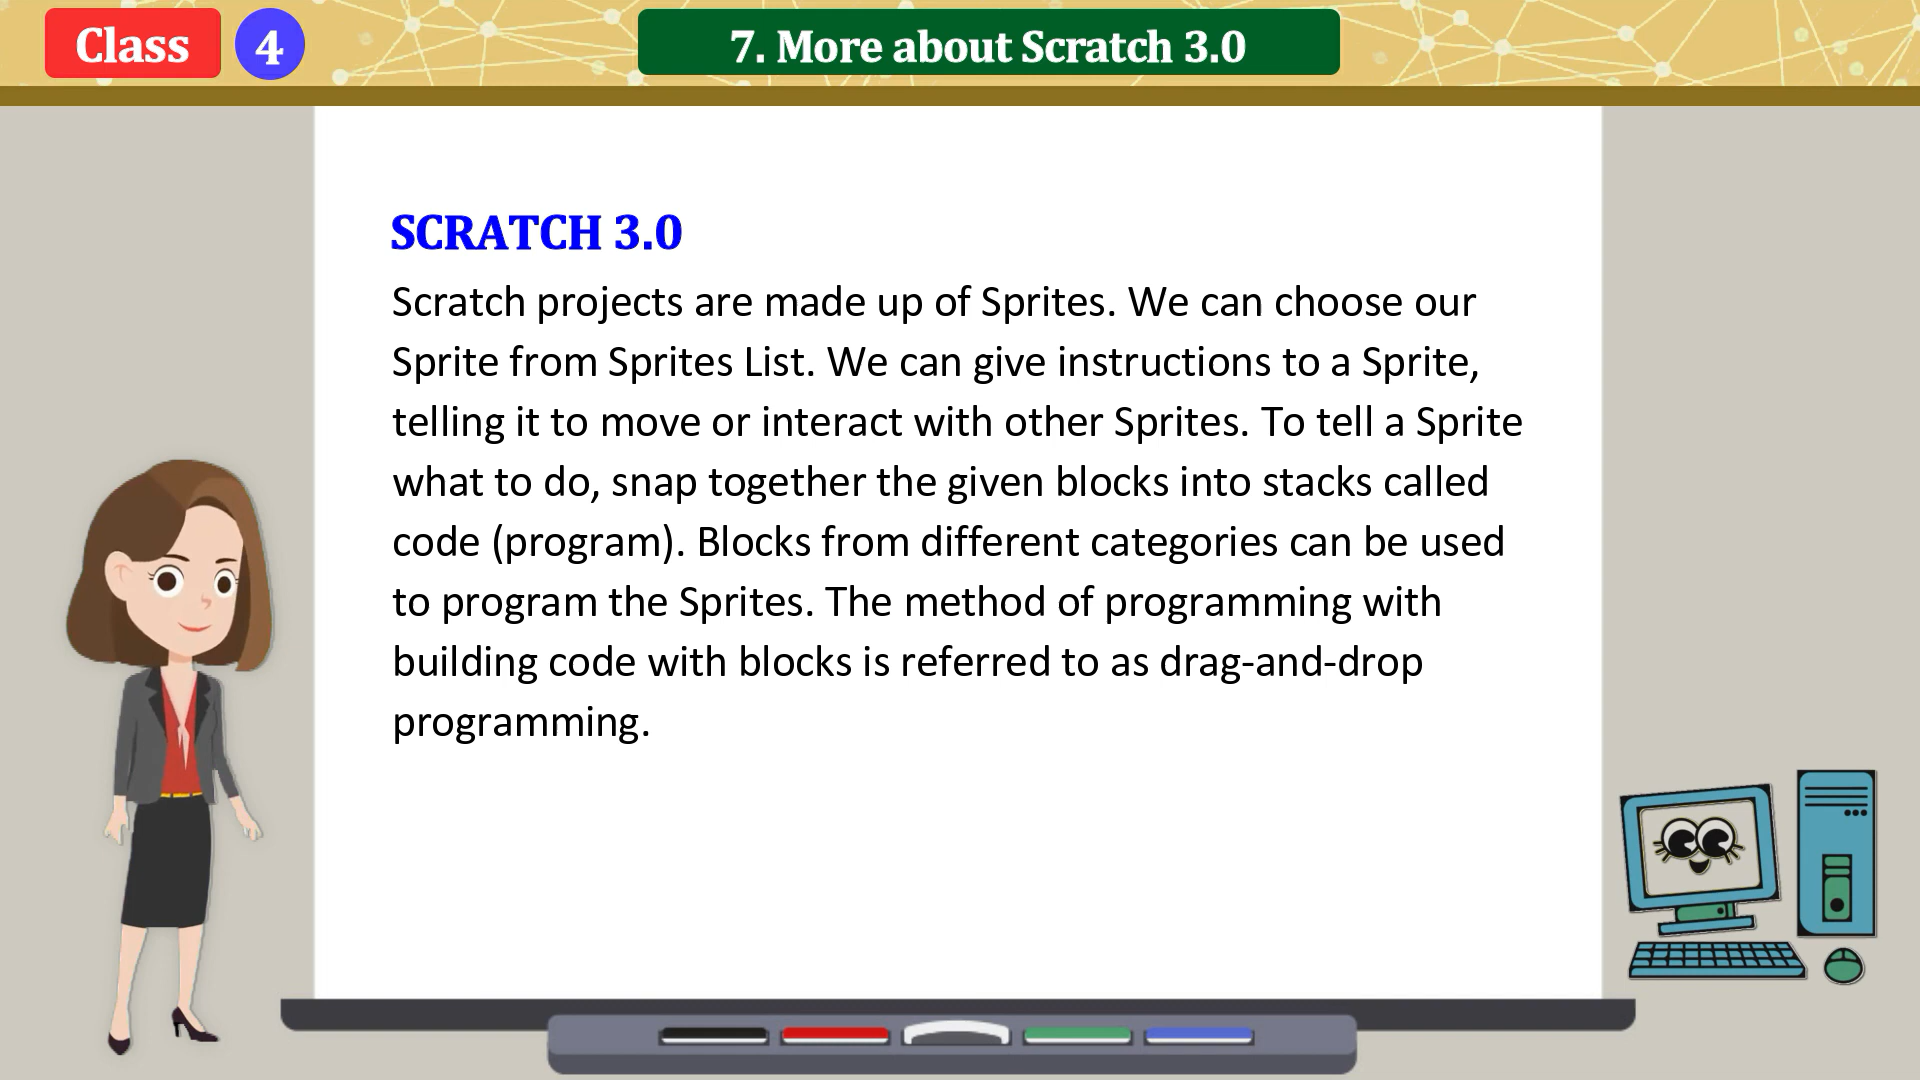 Class 4
7. More about Scratch 3.0
SCRATCH 3.0
Scratch projects are made up of Sprites. We can choose our
Sprite from Sprites List. We can give instructions to a Sprite,
telling it to move or interact with other Sprites. To tell a Sprite
what to do, snap together the given blocks into stacks called
code (program). Blocks from different categories can be used
to program the Sprites. The method of programming with
building code with blocks is referred to as drag-and-drop
programming.